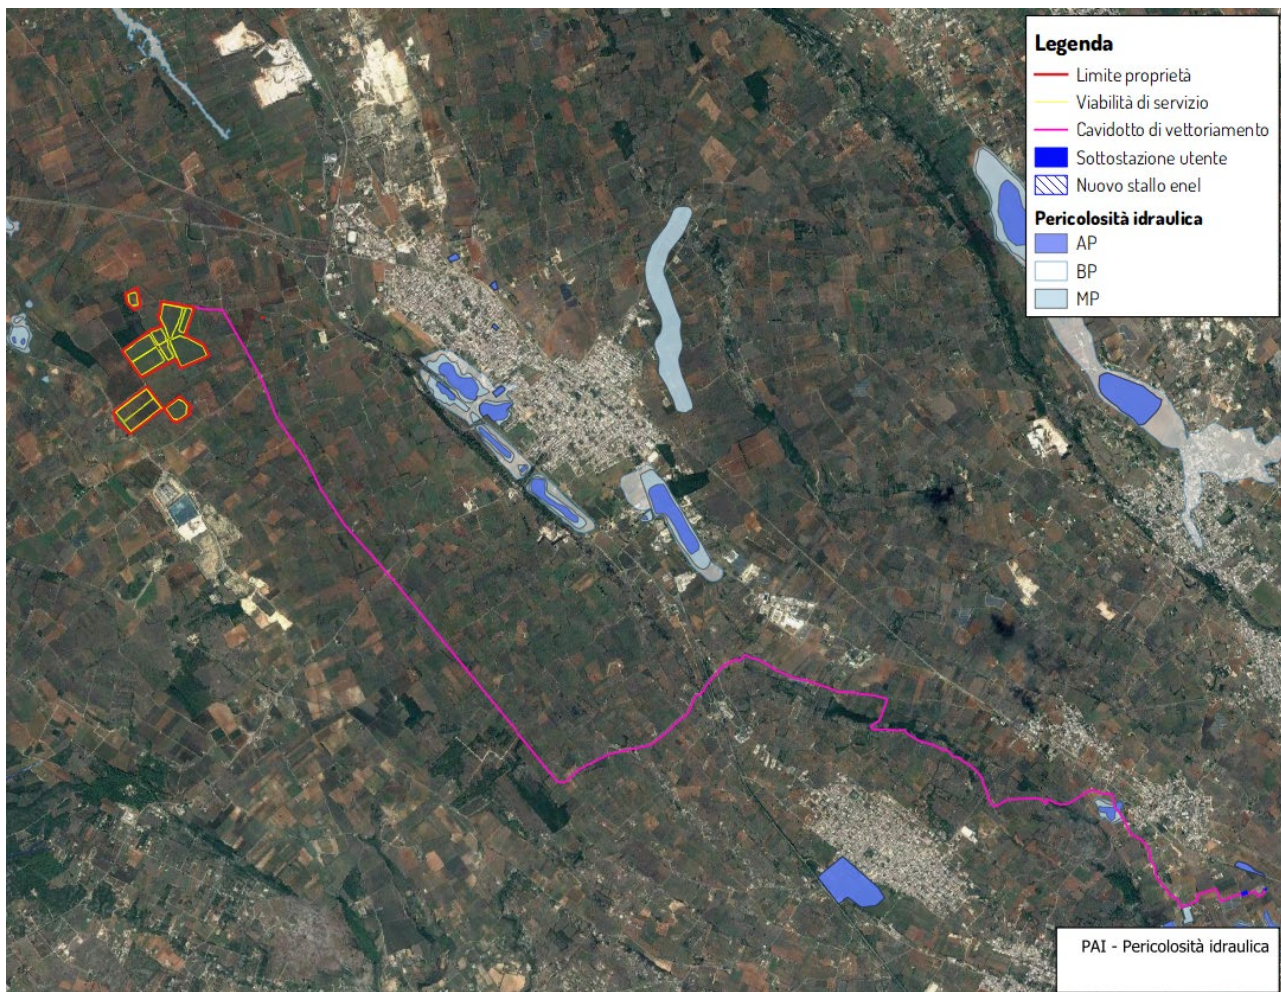 Legenda
Limite proprietà
Viabilità di servizio
Cavidotto di vettoriamento
Sottostazione utente
Nuovo stallo enel
Pericolosità idraulica
AP
BP
MP
PAI - Pericolosità idraulica